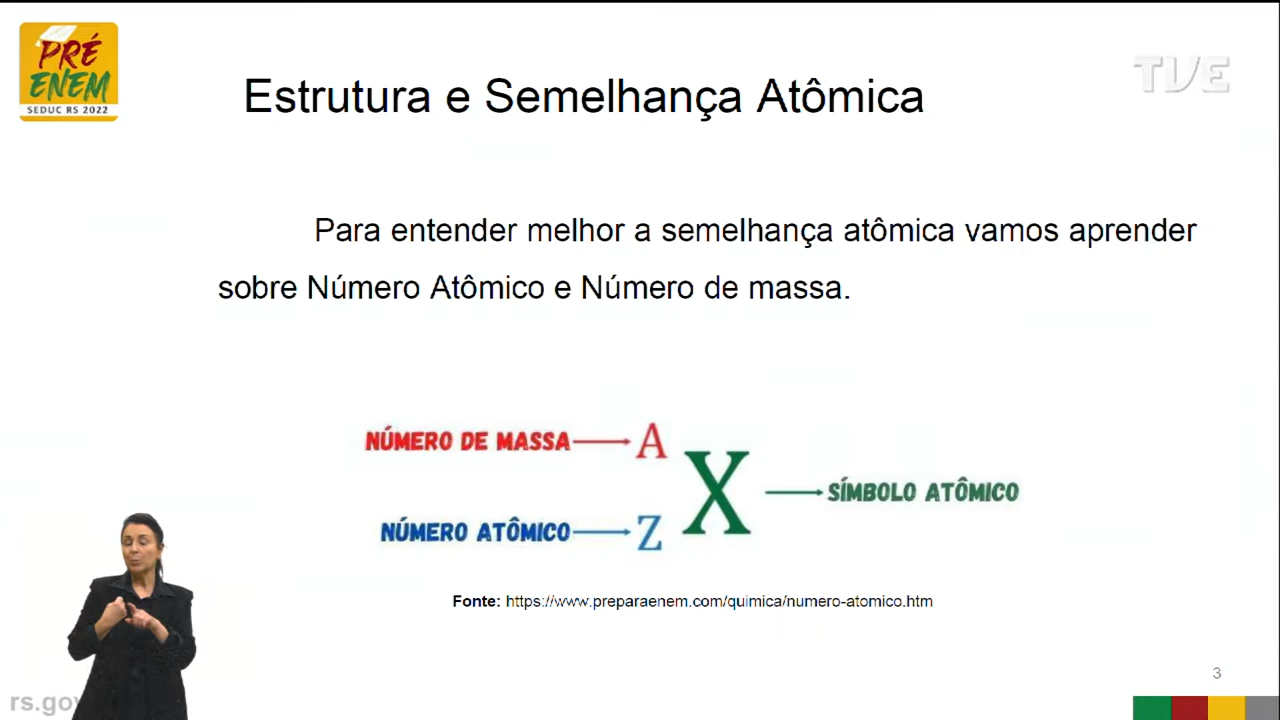 PRÉ
ENEM
SEDUC RS 2022
TVE
Estrutura e Semelhança Atômica
Para entender melhor a semelhança atômica vamos aprender
sobre Número Atômico e Número de massa.
NÚMERO DE MASSA A
X SÍMBOLO ATÔMICO
NÚMERO ATÔMICO Z
Fonte: https://www.preparaenem.com/quimica/numero-atomico.htm
3
rs.gov